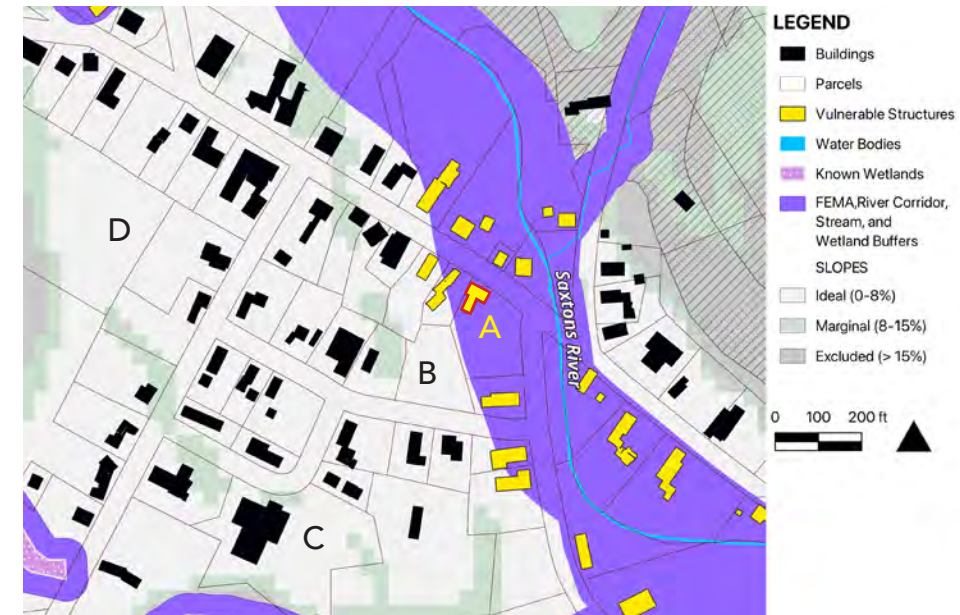 LEGEND
Buildings
Parcels
Vulnerable Structures
Water Bodies
Known Wetlands
FEMA,River Corridor,
Stream, and
Wetland Buffers
SLOPES
Ideal (0-8%)
Marginal (8-15%)
Excluded (> 15%)
0 100 200 ft
D
A
B
C
Saxtons River